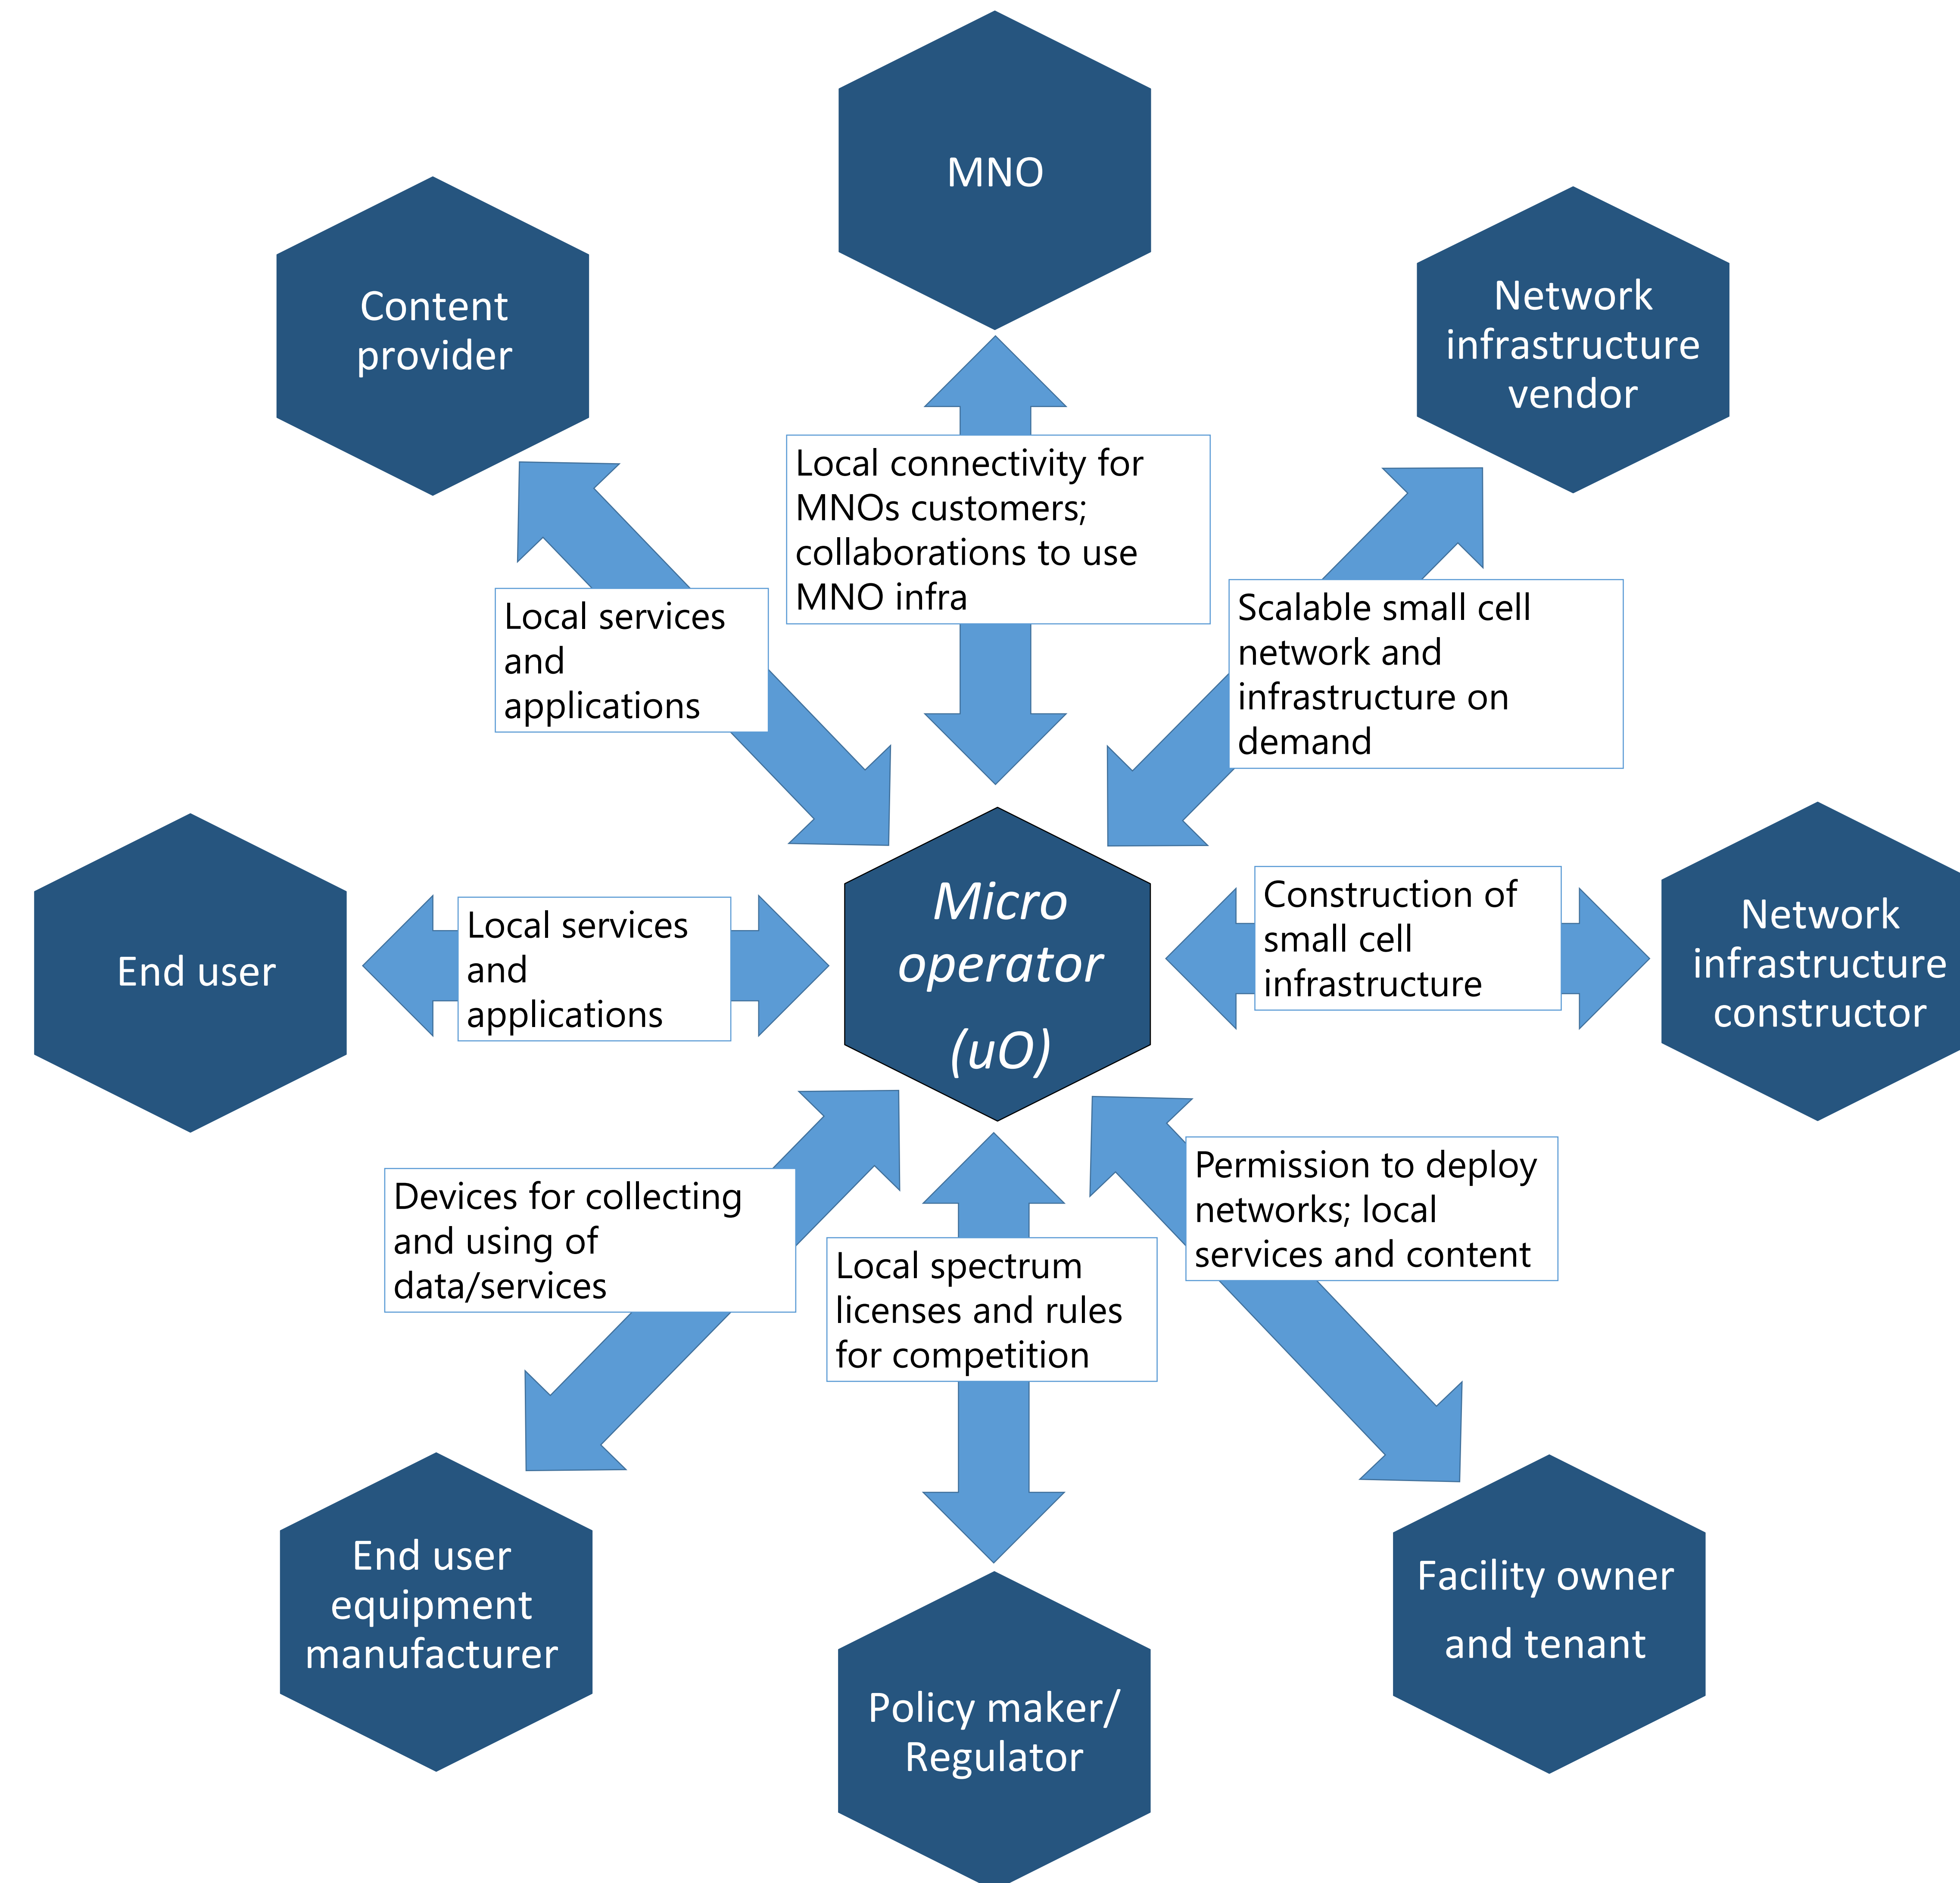 MNO
Content
provider
Network
infrastructure
vendor
Local connectivity for
MNOs customers;
collaborations to use
MNO infra
Local services
and
applications
Scalable small cell
network and
infrastructure on
demand
End user
Local services
and
applications
Micro
operator
(uO)
Construction of
small cell
infrastructure
Network
infrastructure
constructor
Devices for collecting
and using of
data/services
Local spectrum
licenses and rules
for competition
Permission to deploy
networks; local
services and content
End user
equipment
manufacturer
Policy maker/
Regulator
Facility owner
and tenant